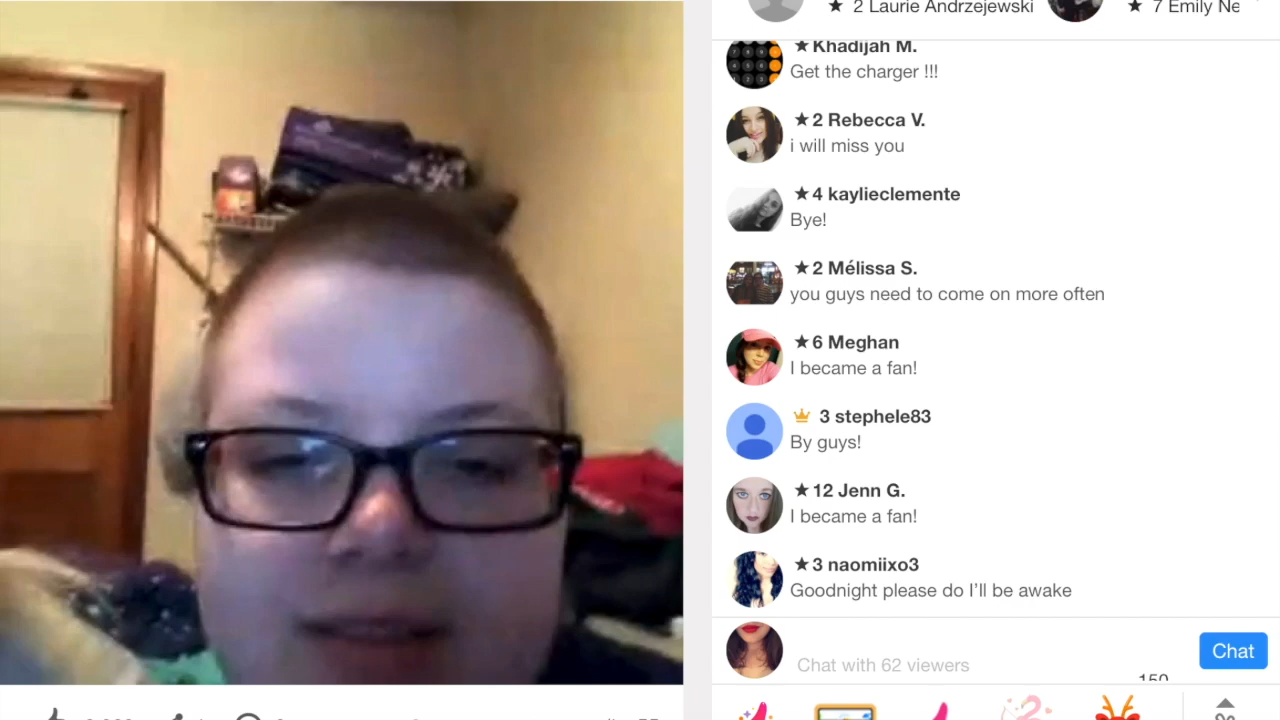 ★ 2 Laurie Andrzejewski ★ 7 Emily Ne
★ Khadijah M.
Get the charger !!!
★ 2 Rebecca V.
i will miss you
★ 4 kaylieclemente
Bye!
★ 2 Mélissa S.
you guys need to come on more often
★ 6 Meghan
I became a fan!
3 stephele83
By guys!
★ 12 Jenn G.
I became a fan!
★ 3 naomiixo3
Goodnight please do I'll be awake
Chat with 62 viewers
Chat
150